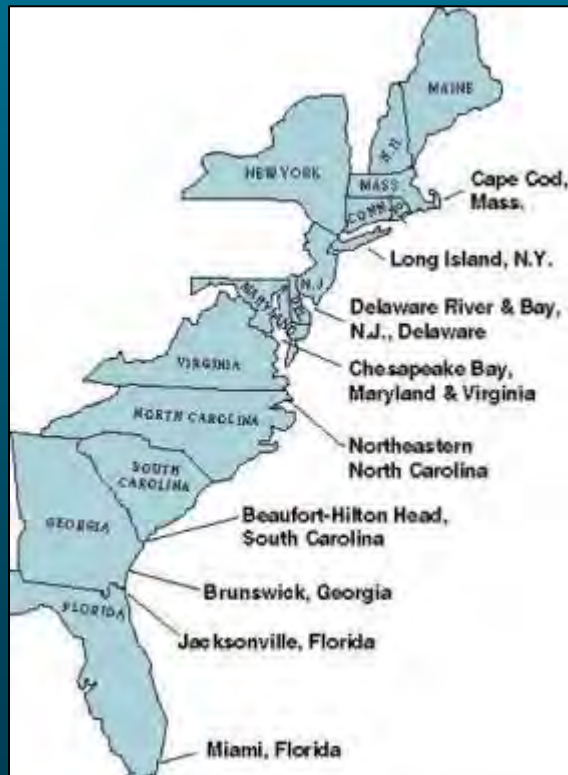 MAINE
N.H.
NEW YORK
MASS
CONN
Cape Cod,
Mass.
Long Island, N.Y.
N.J.
MARYLAND
Delaware River & Bay,
N.J., Delaware
Chesapeake Bay,
Maryland & Virginia
VIRGINIA
NORTH CAROLINA
Northeastern
North Carolina
SOUTH
CAROLINA
Beaufort-Hilton Head,
South Carolina
GEORGIA
Brunswick, Georgia
FLORIDA
Jacksonville, Florida
Miami, Florida